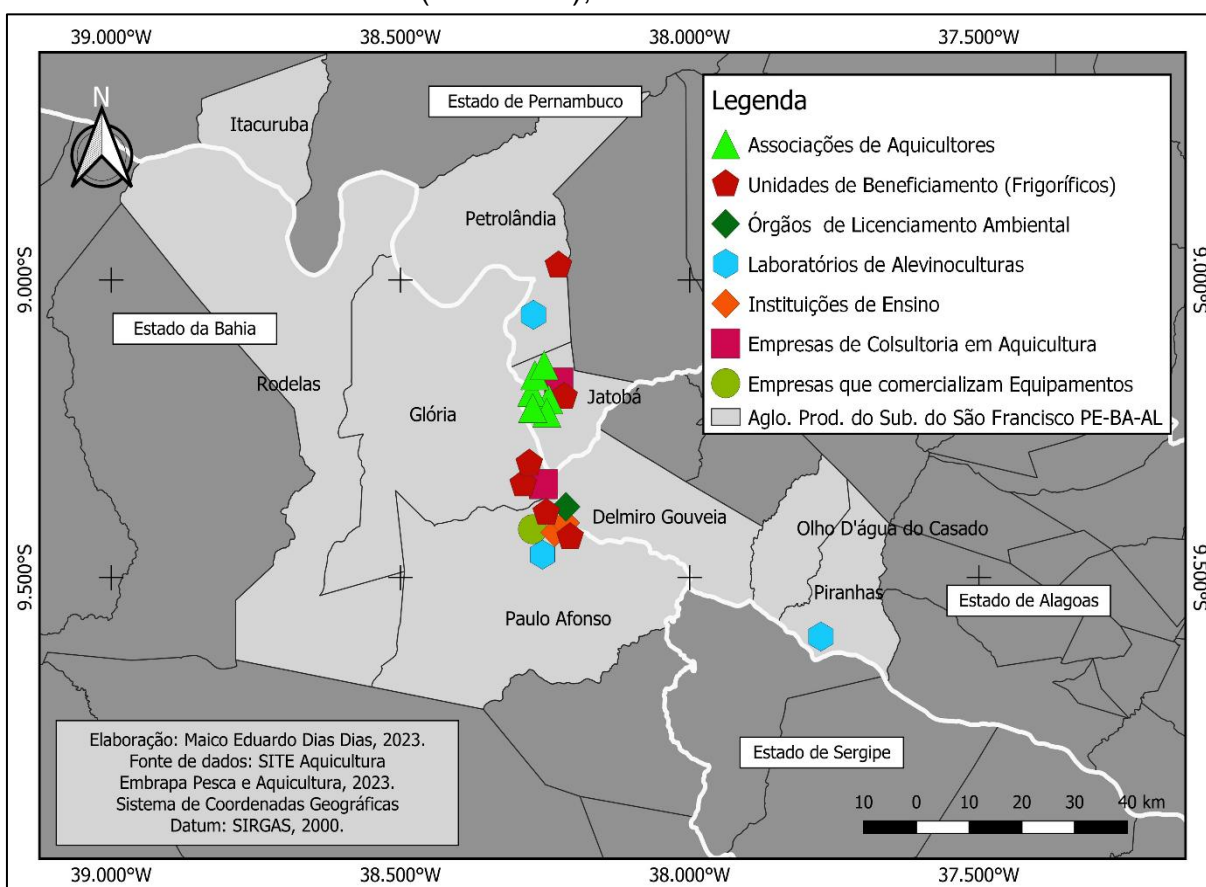 39.000°W 38.500°W 38.000°W 37.500°W
N
Estado de Pernambuco
Itacuruba
Petrolândia
Estado da Bahia
Rodelas
Glória
Jatobá
Delmiro Gouveia
Olho D'água do Casado
Piranhas
Estado de Alagoas
Paulo Afonso
Estado de Sergipe
9.000°S
9.500°S
9.000°S
9.500°S
Legenda
Associações de Aquicultores
Unidades de Beneficiamento (Frigoríficos)
Órgãos de Licenciamento Ambiental
Laboratórios de Alevinoculturas
Instituições de Ensino
Empresas de Colsultoria em Aquicultura
Empresas que comercializam Equipamentos
Aglo. Prod. do Sub. do São Francisco PE-BA-AL
Elaboração: Maico Eduardo Dias Dias, 2023.
Fonte de dados: SITE Aquicultura
Embrapa Pesca e Aquicultura, 2023.
Sistema de Coordenadas Geográficas
Datum: SIRGAS, 2000.
10 0 10 20 30 40 km
39.000°W 38.500°W 38.000°W 37.500°W